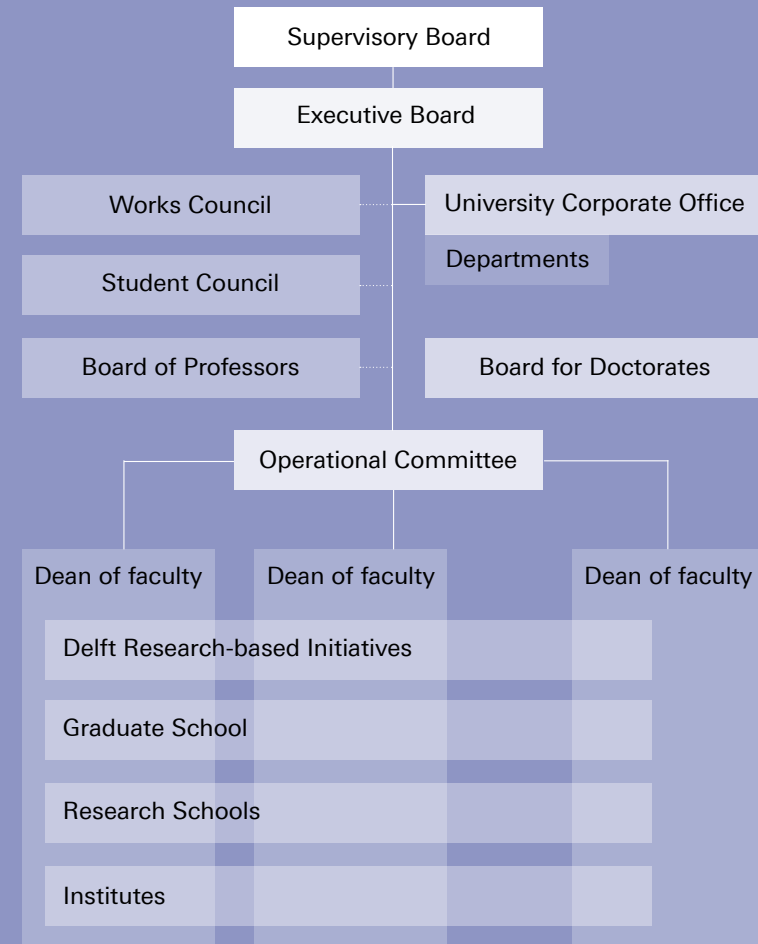 Supervisory Board
Executive Board
Works Council
University Corporate Office
Departments
Student Council
Board of Professors
Board for Doctorates
Operational Committee
Dean of faculty
Dean of faculty
Dean of faculty
Delft Research-based Initiatives
Graduate School
Research Schools
Institutes